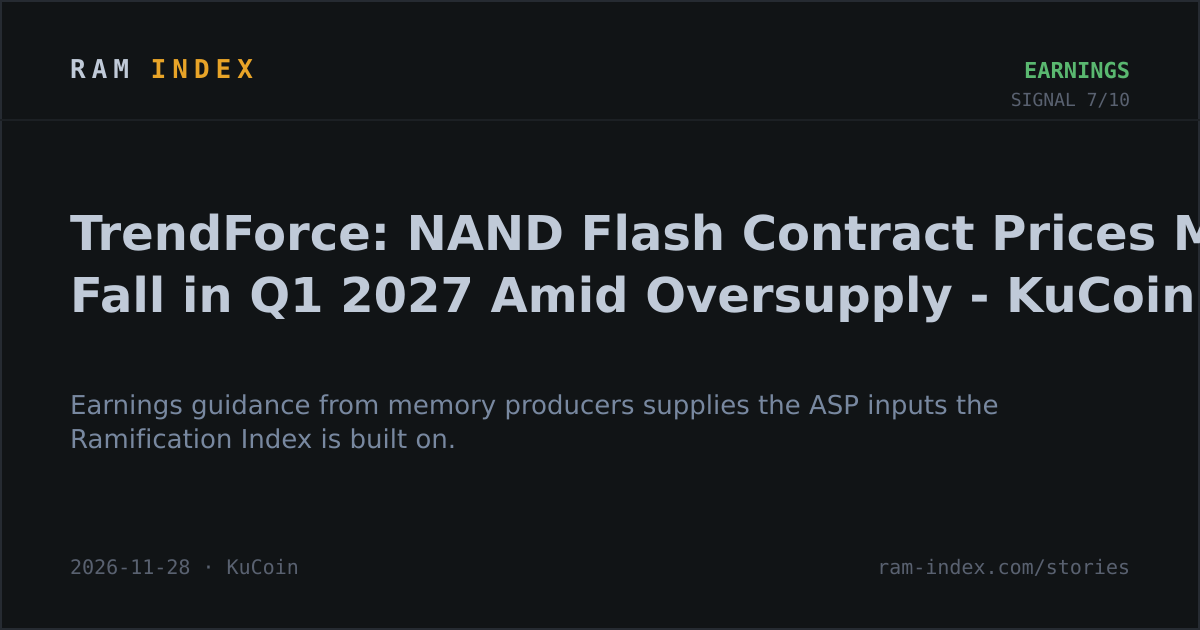 RAM INDEX
EARNINGS
SIGNAL 7/10
TrendForce: NAND Flash Contract Prices
Fall in Q1 2027 Amid Oversupply - KuCoin
Earnings guidance from memory producers supplies the ASP inputs the
Ramification Index is built on.
2026-11-28 · KuCoin
ram-index.com/stories